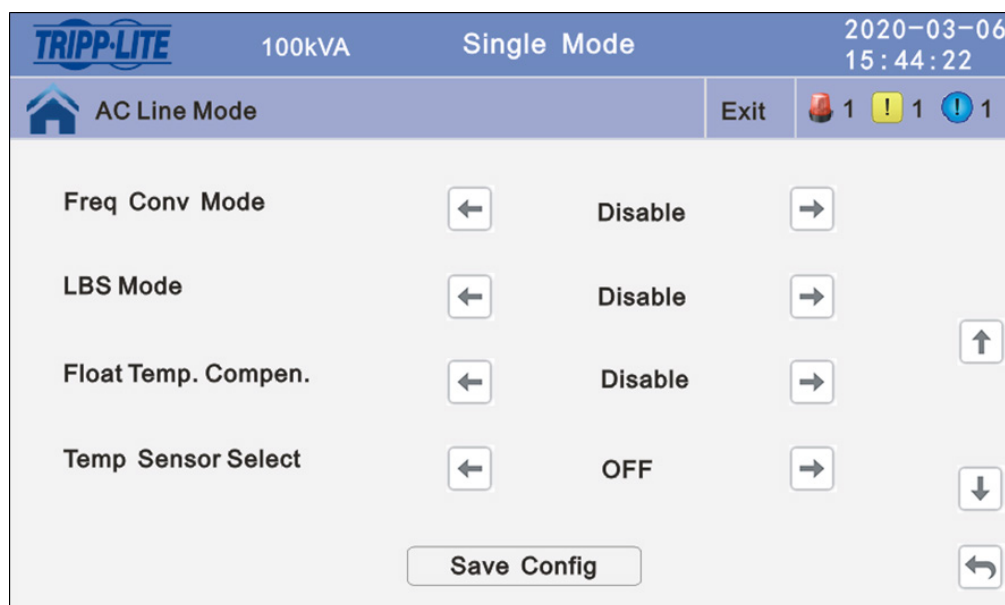 TRIPP·LITE 100kVA Single Mode 2020-03-06
15:44:22
AC Line Mode Exit 1 ! 1 ! 1
Freq Conv Mode Disable
LBS Mode Disable
Float Temp. Compen. Disable
Temp Sensor Select OFF
Save Config